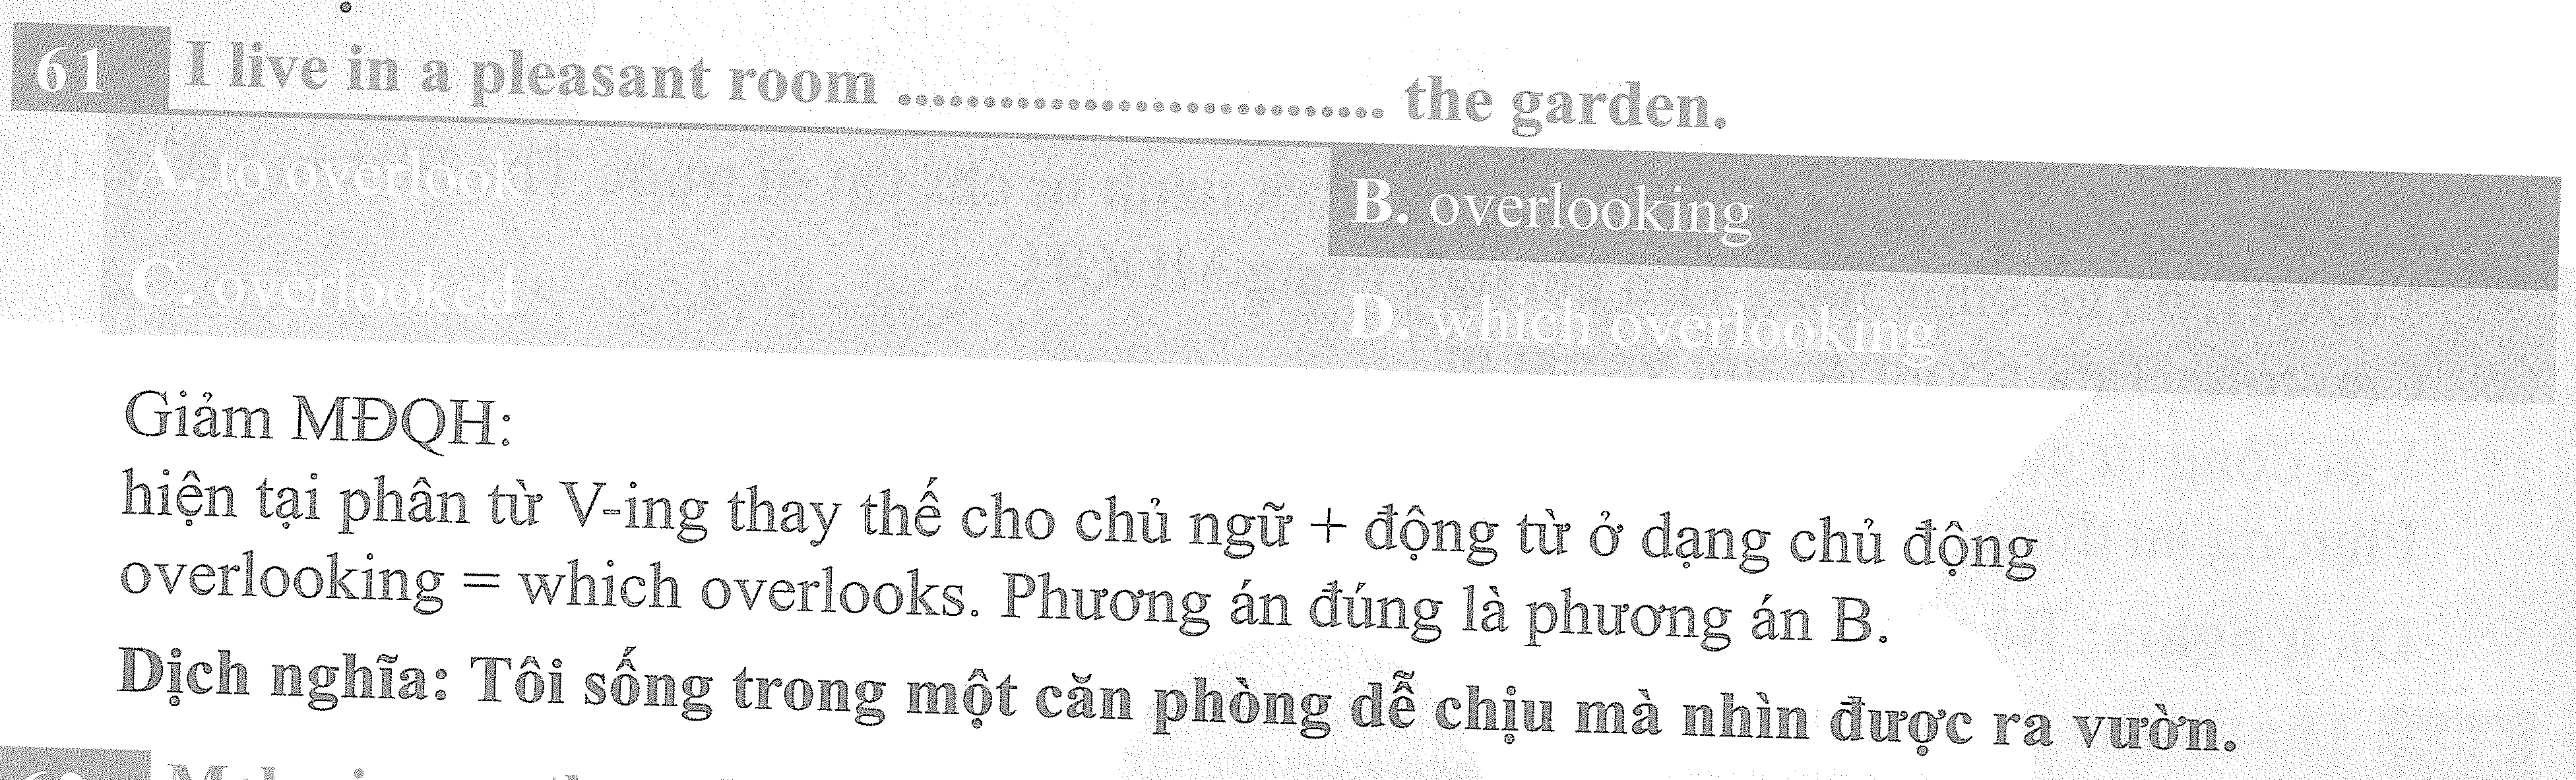 61 I live in a pleasant room ............................. the garden.
A. to overlook
B. overlooking
C. overlooked
D. which overlooking
Giảm MĐQH:
hiện tại phân từ V-ing thay thế cho chủ ngữ + động từ ở dạng chủ động
overlooking = which overlooks. Phương án đúng là phương án B.
Dịch nghĩa: Tôi sống trong một căn phòng dễ chịu mà nhìn được ra vườn.